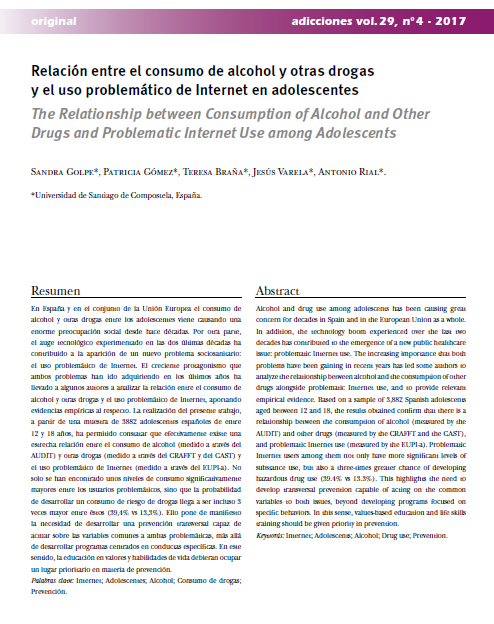 original
adicciones vol. 29, nº 4 · 2017
Relación entre el consumo de alcohol y otras drogas
y el uso problemático de Internet en adolescentes
The Relationship between Consumption of Alcohol and Other
Drugs and Problematic Internet Use among Adolescents
Sandra Golpe*, Patricia Gómez*, Teresa Braña*, Jesús Varela*, Antonio Rial*.
*Universidad de Santiago de Compostela, España.
Resumen
En España y en el conjunto de la Unión Europea el consumo de
alcohol y otras drogas entre los adolescentes viene causando una
enorme preocupación social desde hace décadas. Por otra parte,
el auge tecnológico experimentado en las dos últimas décadas ha
contribuido a la aparición de un nuevo problema sociosanitario:
el uso problemático de Internet. El creciente protagonismo que
ambos problemas han ido adquiriendo en los últimos años ha
llevado a algunos autores a analizar la relación entre el consumo de
alcohol y otras drogas y el uso problemático de Internet, aportando
evidencias empíricas al respecto. La realización del presente trabajo,
a partir de una muestra de 3882 adolescentes españoles de entre
12 y 18 años, ha permitido constatar que efectivamente existe una
estrecha relación entre el consumo de alcohol (medido a través del
AUDIT) y otras drogas (medido a través del CRAFFT y del CAST) y
el uso problemático de Internet (medido a través del EUPI-a). No
solo se han encontrado unos niveles de consumo significativamente
mayores entre los usuarios problemáticos, sino que la probabilidad
de desarrollar un consumo de riesgo de drogas llega a ser incluso 3
veces mayor entre éstos (39,4% vs 13,3%). Ello pone de manifiesto
la necesidad de desarrollar una prevención transversal capaz de
actuar sobre las variables comunes a ambas problemáticas, más allá
de desarrollar programas centrados en conductas específicas. En ese
sentido, la educación en valores y habilidades de vida debieran ocupar
un lugar prioritario en materia de prevención.
Palabras clave: Internet; Adolescentes; Alcohol; Consumo de drogas;
Prevención.
Abstract
Alcohol and drug use among adolescents has been causing great
concern for decades in Spain and in the European Union as a whole.
In addition, the technology boom experienced over the last two
decades has contributed to the emergence of a new public healthcare
issue: problematic Internet use. The increasing importance that both
problems have been gaining in recent years has led some authors to
analyze the relationship between alcohol and the consumption of other
drugs alongside problematic Internet use, and to provide relevant
empirical evidence. Based on a sample of 3,882 Spanish adolescents
aged between 12 and 18, the results obtained confirm that there is a
relationship between the consumption of alcohol (measured by the
AUDIT) and other drugs (measured by the CRAFFT and the CAST),
and problematic Internet use (measured by the EUPI-a). Problematic
Internet users among them not only have more significant levels of
substance use, but also a three-times greater chance of developing
hazardous drug use (39.4% vs 13.3%). This highlights the need to
develop transversal prevention capable of acting on the common
variables to both issues, beyond developing programs focused on
specific behaviors. In this sense, values-based education and life skills
training should be given priority in prevention.
Keywords: Internet; Adolescents; Alcohol; Drug use; Prevention.